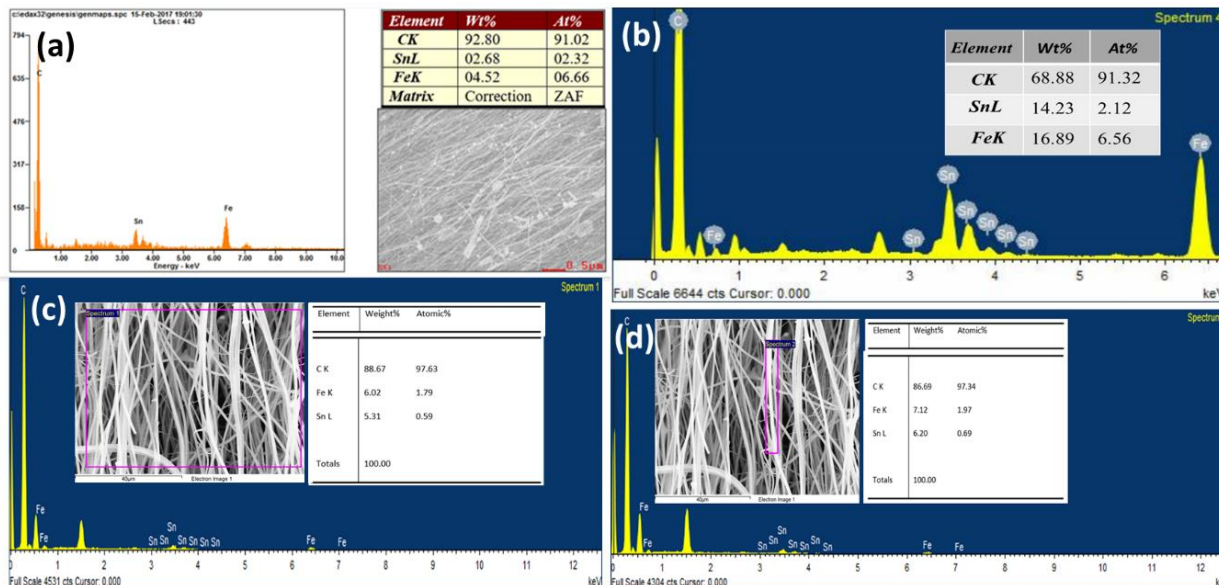 c:\edax32\genesis\genmaps.spc 15-Feb-2017 19:01:30
LSecs : 443
(a)
794
635
476
317
158
0
C
Sn
Fe
1.00 2.00 3.00 4.00 5.00 6.00 7.00 8.00 9.00 10.0
Energy - keV
Element Wt% At%
CK 92.80 91.02
SnL 02.68 02.32
FeK 04.52 06.66
Matrix Correction ZAF
0.5µm
(b)
C
Spectrum 4
Element Wt% At%
CK 68.88 91.32
SnL 14.23 2.12
FeK 16.89 6.56
Fe
Sn
Sn
Sn
Sn
Sn
Sn
Fe
0 1 2 3 4 5 6
Full Scale 6644 cts Cursor: 0.000
keV
(c)
C
Spectrum 1
Spectrum 1
40µm
Electron Image 1
Element Weight% Atomic%
C K 88.67 97.63
Fe K 6.02 1.79
Sn L 5.31 0.59
Totals 100.00
Fe
Fe
Sn
Sn Sn Sn Sn Sn
Fe Fe
0 1 2 3 4 5 6 7 8 9 10 11 12
Full Scale 4531 cts Cursor: 0.000
keV
(d)
C
Spectrum
Spectrum 2
40µm
Electron Image 1
Element Weight% Atomic%
C K 86.69 97.34
Fe K 7.12 1.97
Sn L 6.20 0.69
Totals 100.00
Fe
Fe
Sn
Sn Sn Sn Sn Sn
Fe Fe
0 1 2 3 4 5 6 7 8 9 10 11 12
Full Scale 4304 cts Cursor: 0.000
keV